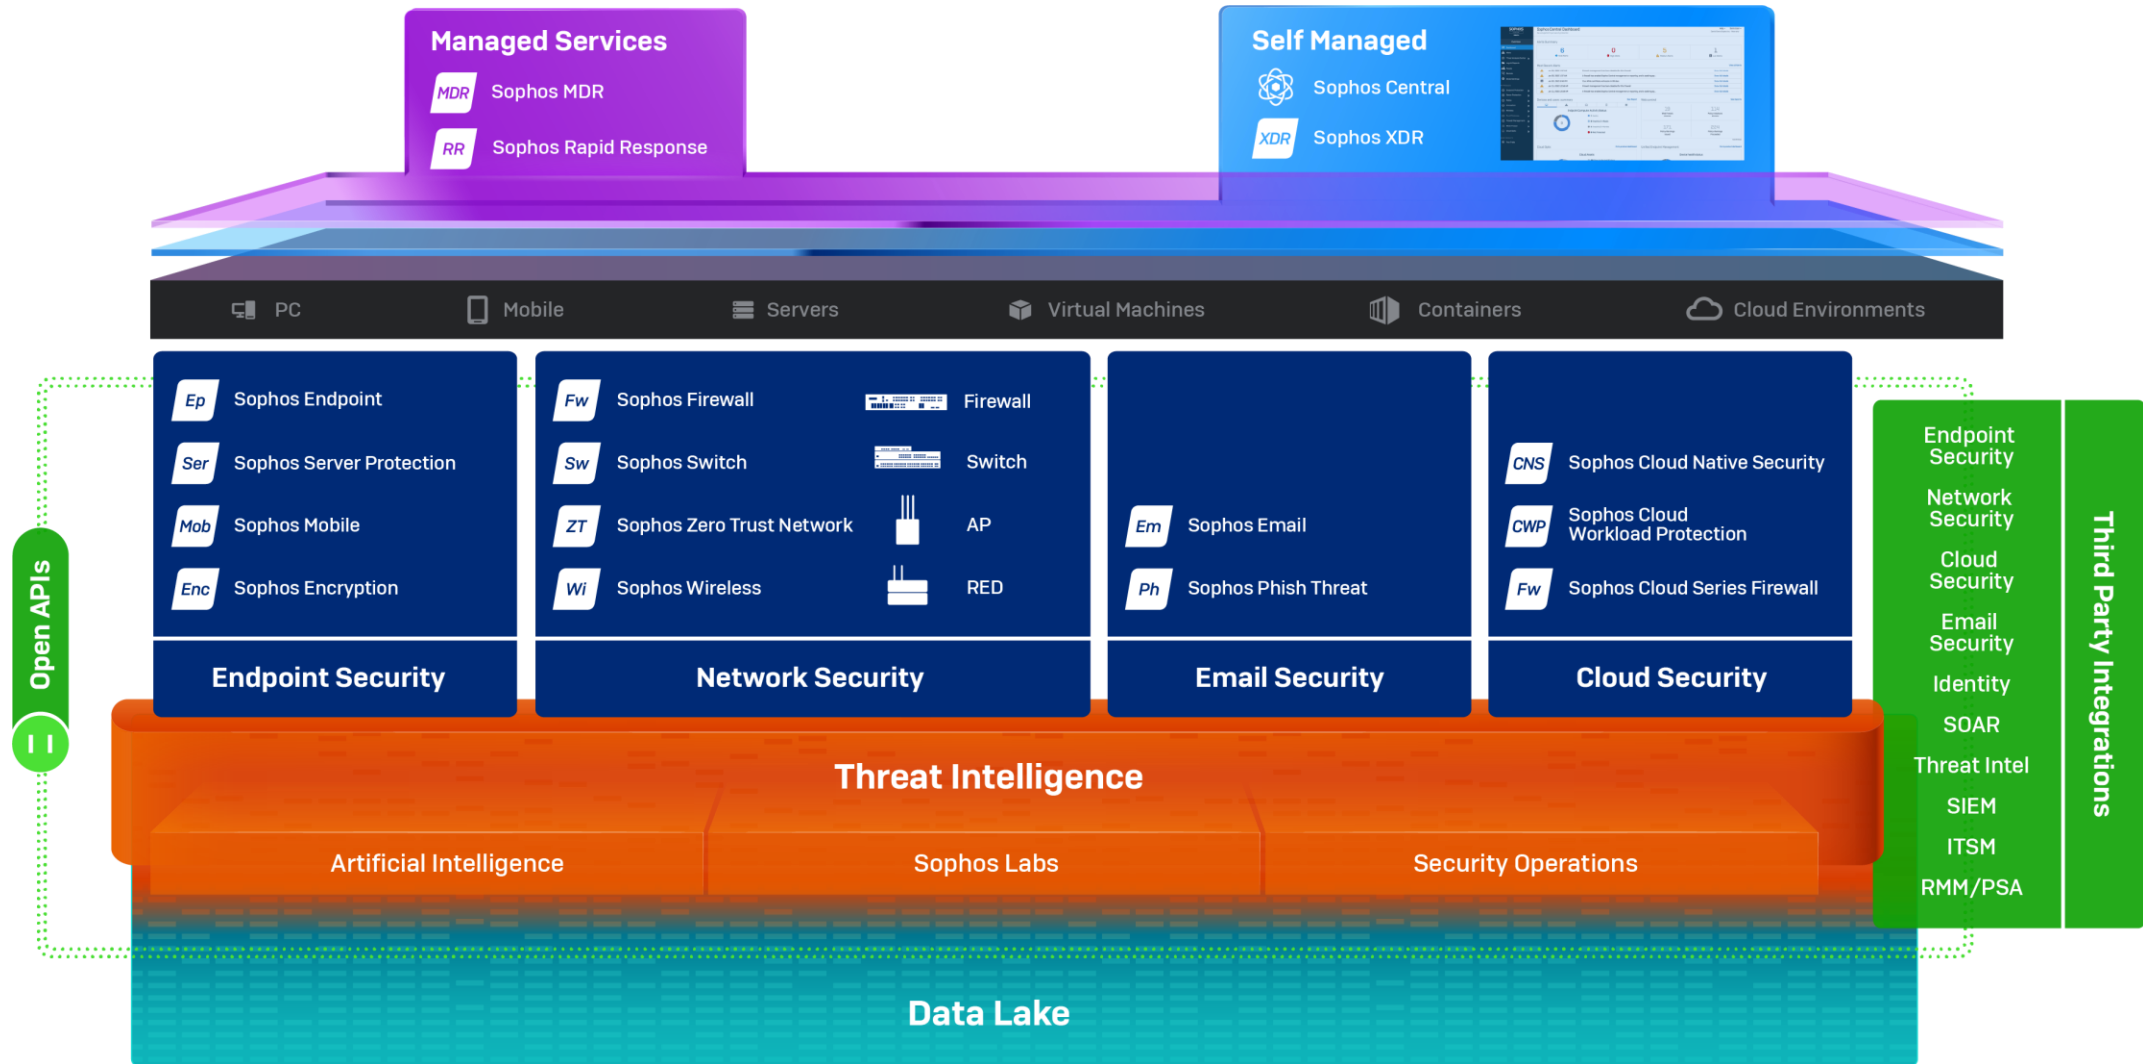 Managed Services
MDR Sophos MDR
RR Sophos Rapid Response
Self Managed
Sophos Central
XDR Sophos XDR
PC
Mobile
Servers
Virtual Machines
Containers
Cloud Environments
Open APIs
Ep Sophos Endpoint
Ser Sophos Server Protection
Mob Sophos Mobile
Enc Sophos Encryption
Endpoint Security
Fw Sophos Firewall
Sw Sophos Switch
ZT Sophos Zero Trust Network
Wi Sophos Wireless
Firewall
Switch
AP
RED
Network Security
Em Sophos Email
Ph Sophos Phish Threat
Email Security
CNS Sophos Cloud Native Security
CWP Sophos Cloud
Workload Protection
Fw Sophos Cloud Series Firewall
Cloud Security
Endpoint
Security
Network
Security
Cloud
Security
Email
Security
Identity
SOAR
Threat Intel
SIEM
ITSM
RMM/PSA
Third Party Integrations
Threat Intelligence
Artificial Intelligence
Sophos Labs
Security Operations
Data Lake